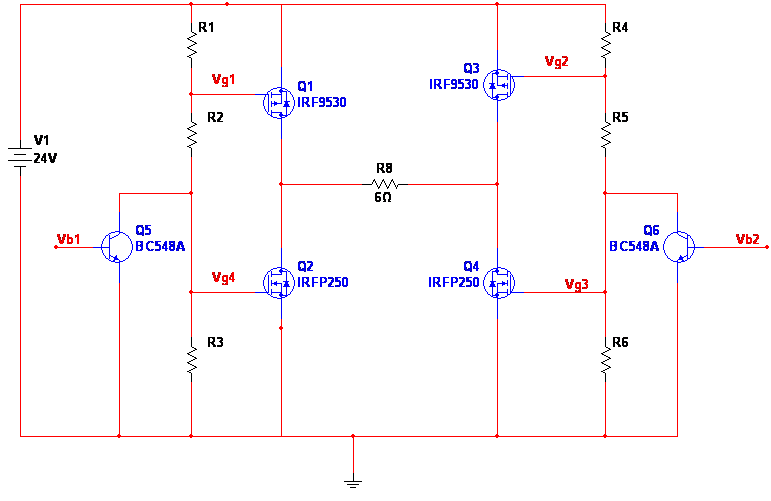 R1
R4
Q3
IRF9530
Vg2
Vg1
Q1
IRF9530
R2
R5
V1
24V
R8
6Ω
Q5
BC548A
Vb1
Q6
BC548A
Vb2
Vg4
Q2
IRFP250
Q4
IRFP250
Vg3
R3
R6